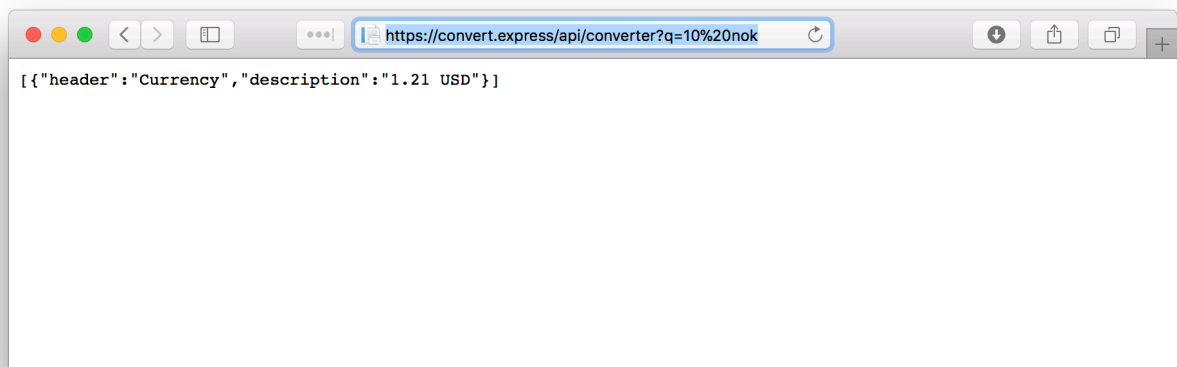 https://convert.express/api/converter?q=10%20nok
[{"header":"Currency","description":"1.21 USD"}]